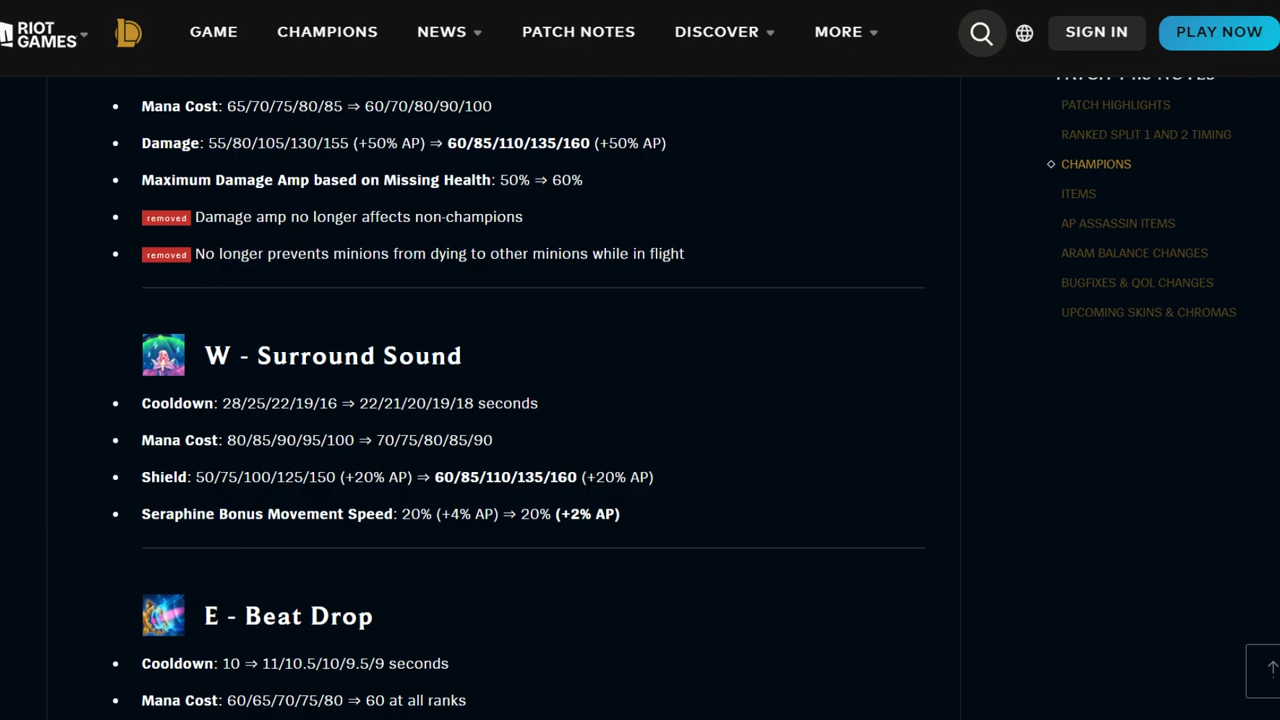 RIOT GAMES
GAME
CHAMPIONS
NEWS
PATCH NOTES
DISCOVER
MORE
SIGN IN
PLAY NOW
Mana Cost: 65/70/75/80/85 ⇒ 60/70/80/90/100
Damage: 55/80/105/130/155 (+50% AP) ⇒ 60/85/110/135/160 (+50% AP)
Maximum Damage Amp based on Missing Health: 50% ⇒ 60%
removed Damage amp no longer affects non-champions
removed No longer prevents minions from dying to other minions while in flight
W - Surround Sound
Cooldown: 28/25/22/19/16 ⇒ 22/21/20/19/18 seconds
Mana Cost: 80/85/90/95/100 ⇒ 70/75/80/85/90
Shield: 50/75/100/125/150 (+20% AP) ⇒ 60/85/110/135/160 (+20% AP)
Seraphine Bonus Movement Speed: 20% (+4% AP) ⇒ 20% (+2% AP)
E - Beat Drop
Cooldown: 10 ⇒ 11/10.5/10/9.5/9 seconds
Mana Cost: 60/65/70/75/80 ⇒ 60 at all ranks
PATCH HIGHLIGHTS
RANKED SPLIT 1 AND 2 TIMING
CHAMPIONS
ITEMS
AP ASSASSIN ITEMS
ARAM BALANCE CHANGES
BUGFIXES & QOL CHANGES
UPCOMING SKINS & CHROMAS